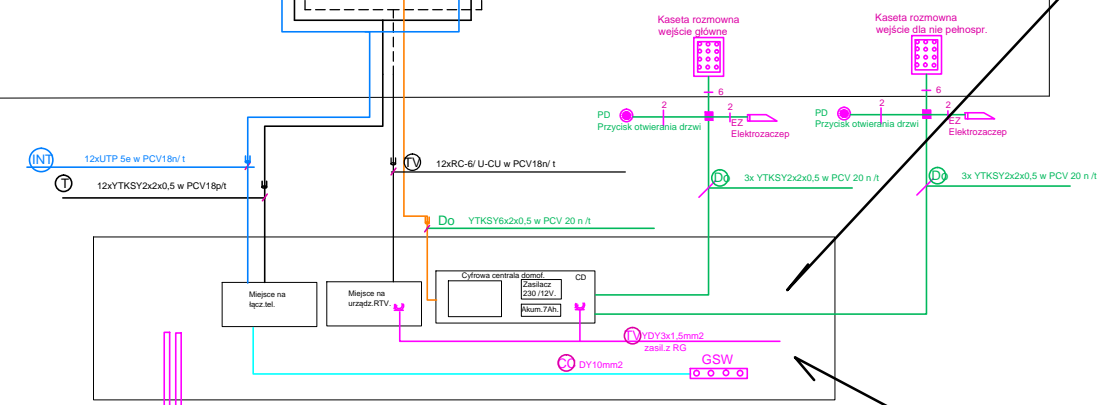 Kaseta rozmowna
wejście główne
Kaseta rozmowna
wejście dla nie pełnospr.
6
6
PD
2
2
Przycisk otwierania drzwi
EZ
Elektrozaczep
PD
2
2
Przycisk otwierania drzwi
EZ
Elektrozaczep
INT
12xUTP 5e w PCV18n/ t
T
12xYTKSY2x2x0,5 w PCV18p/t
TV
12xRC-6/ U-CU w PCV18n/ t
Do
3x YTKSY2x2x0,5 w PCV 20 n /t
Do
3x YTKSY2x2x0,5 w PCV 20 n /t
Do
YTKSY6x2x0,5 w PCV 20 n /t
Miejsce na
łącz.tel.
Miejsce na
urządz.RTV.
Cyfrowa centrala domof.
CD
Zasilacz
230 /12V.
Akum.7Ah.
TV
YDY3x1,5mm2
zasil.z RG
CC
DY10mm2
GSW